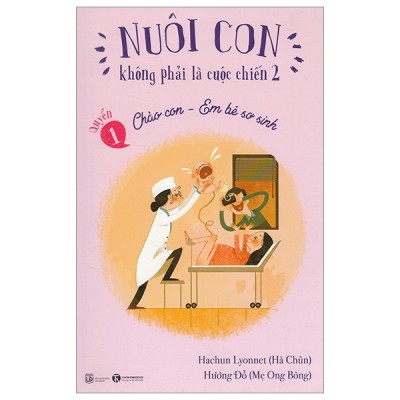 NUÔI CON
không phải là cuộc chiến 2
Quyển
1
Chào con - Em bé sơ sinh
Hachun Lyonnet (Hà Chũn)
Hương Đỗ (Mẹ Ong Bông)